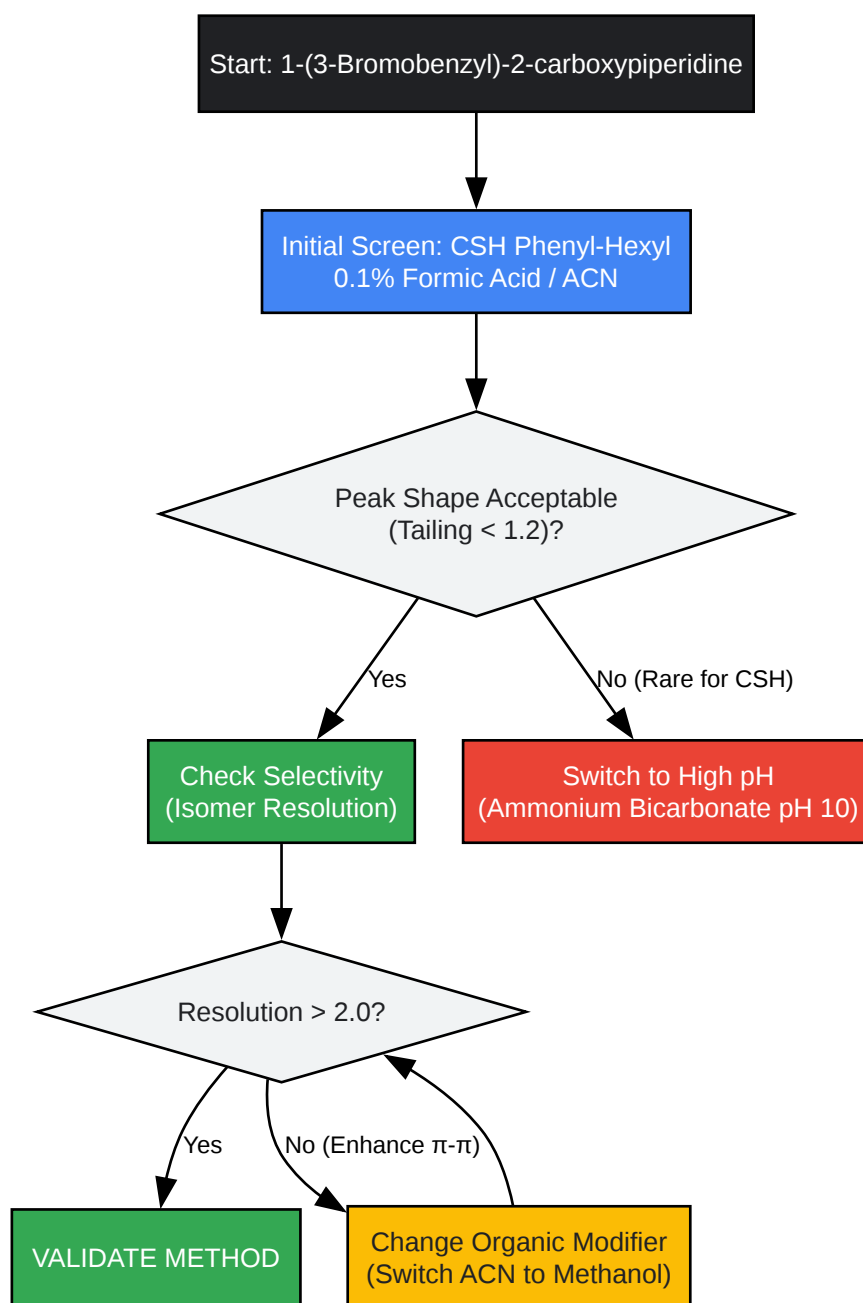 Start: 1-(3-Bromobenzyl)-2-carboxypiperidine
Initial Screen: CSH Phenyl-Hexyl
0.1% Formic Acid / ACN
Peak Shape Acceptable
(Tailing < 1.2)?
Yes
No (Rare for CSH)
Check Selectivity
(Isomer Resolution)
Switch to High pH
(Ammonium Bicarbonate pH 10)
Resolution > 2.0?
Yes
No (Enhance π-π)
VALIDATE METHOD
Change Organic Modifier
(Switch ACN to Methanol)